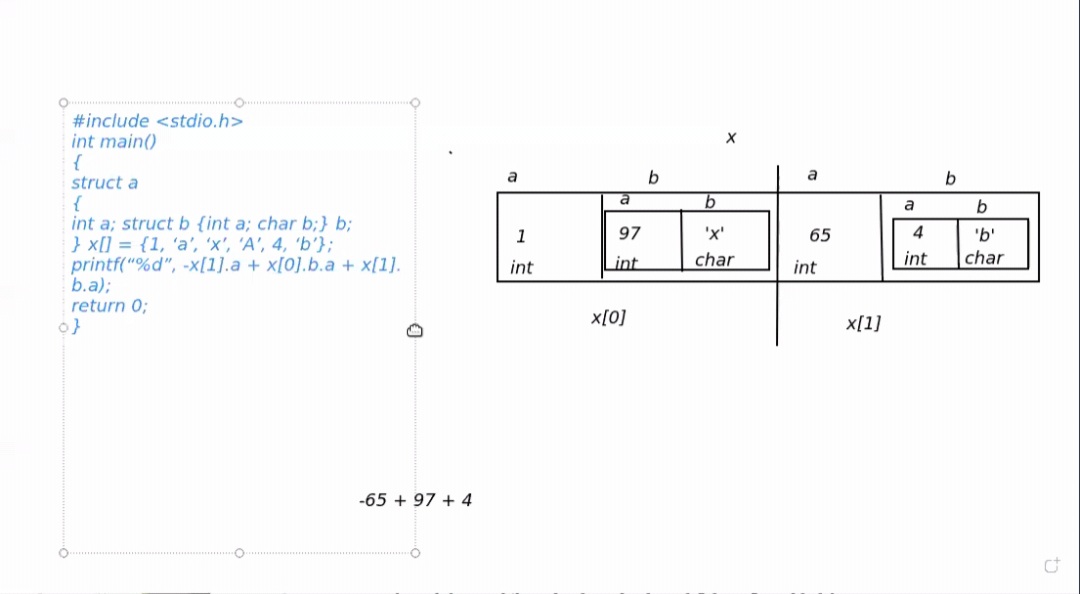 #include <stdio.h>
int main()
{
struct a
{
int a; struct b {int a; char b;} b;
} x[] = {1, ‘a’, ‘x’, ‘A’, 4, ‘b’};
printf(“%d”, -x[1].a + x[0].b.a + x[1].
b.a);
return 0;
}
x
a b a b
a b a b
1 97 'x' 65 4 'b'
int int char int int char
x[0] x[1]
-65 + 97 + 4